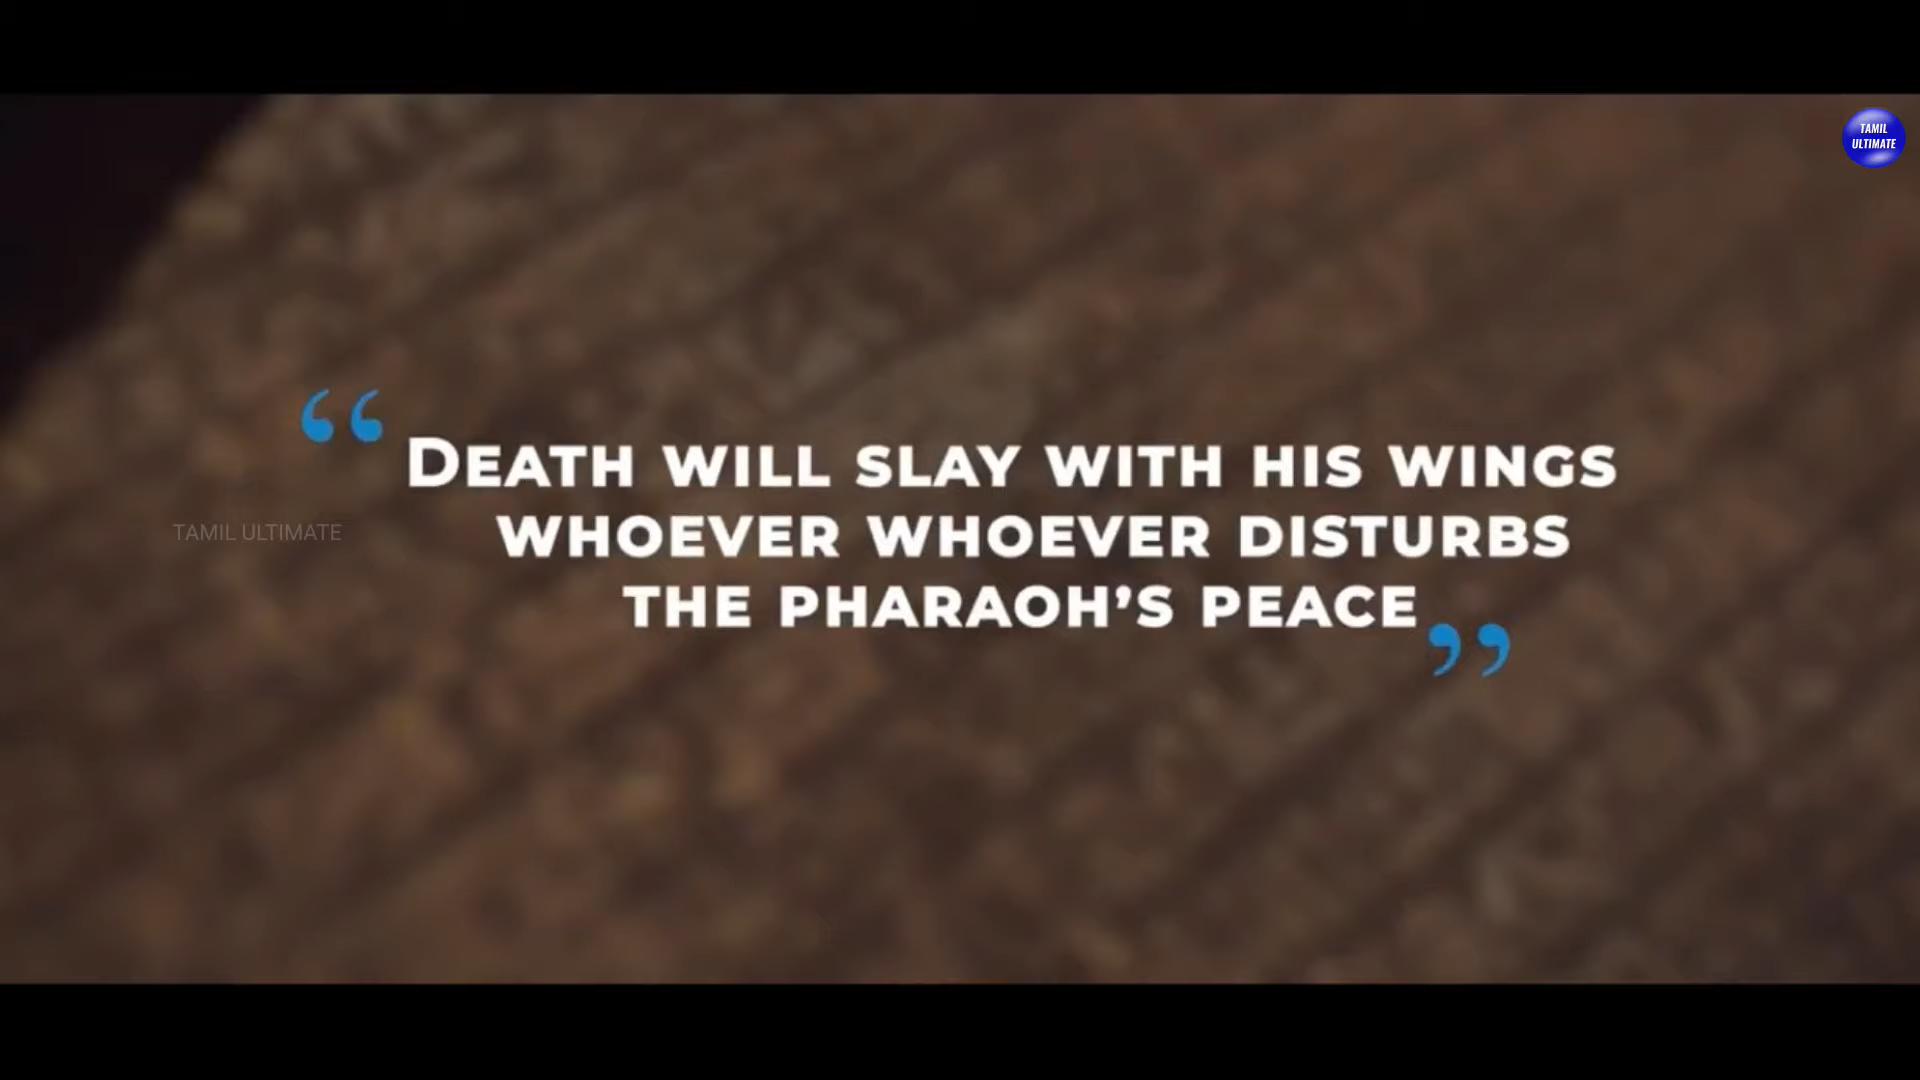 TAMIL
ULTIMATE
“DEATH WILL SLAY WITH HIS WINGS
WHOEVER WHOEVER DISTURBS
THE PHARAOH’S PEACE”
TAMIL ULTIMATE